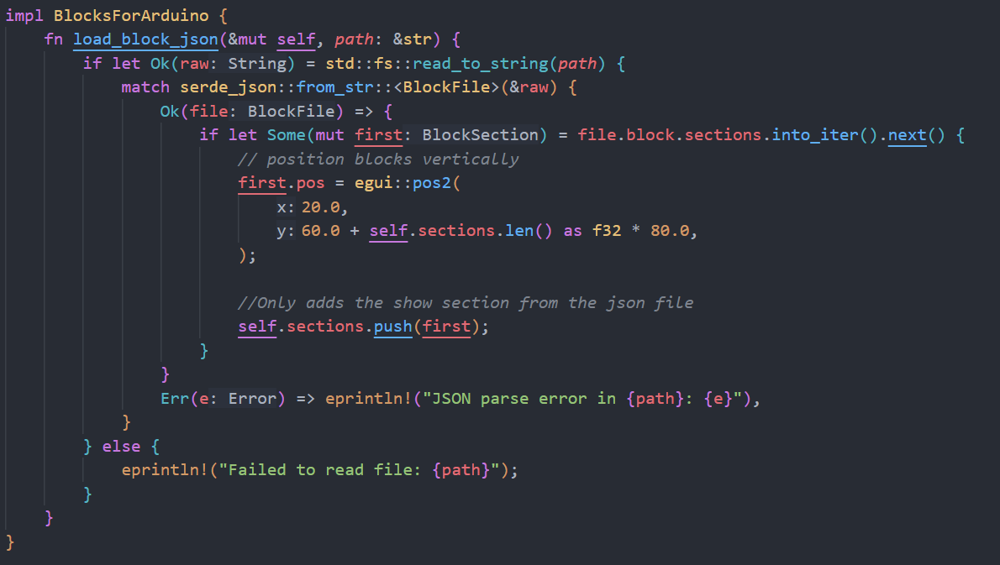 impl BlocksForArduino {
    fn load_block_json(&mut self, path: &str) {
        if let Ok(raw: String) = std::fs::read_to_string(path) {
            match serde_json::from_str::<BlockFile>(&raw) {
                Ok(file: BlockFile) => {
                    if let Some(mut first: BlockSection) = file.block.sections.into_iter().next() {
                        // position blocks vertically
                        first.pos = egui::pos2(
                            x: 20.0,
                            y: 60.0 + self.sections.len() as f32 * 80.0,
                        );

                        //Only adds the show section from the json file
                        self.sections.push(first);
                    }
                }
                Err(e: Error) => eprintln!("JSON parse error in {path}: {e}"),
            }
        } else {
            eprintln!("Failed to read file: {path}");
        }
    }
}